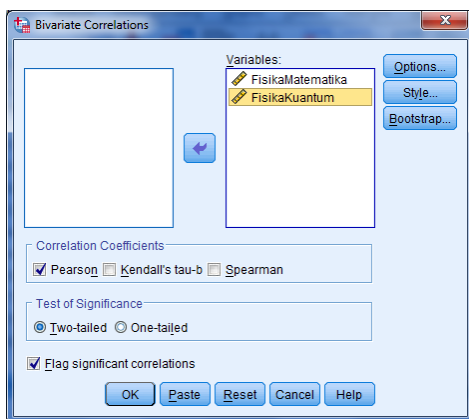 Bivariate Correlations
Variables:
FisikaMatematika
FisikaKuantum
Options...
Style...
Bootstrap...
Correlation Coefficients
Pearson Kendall's tau-b Spearman
Test of Significance
Two-tailed One-tailed
Flag significant correlations
OK Paste Reset Cancel Help